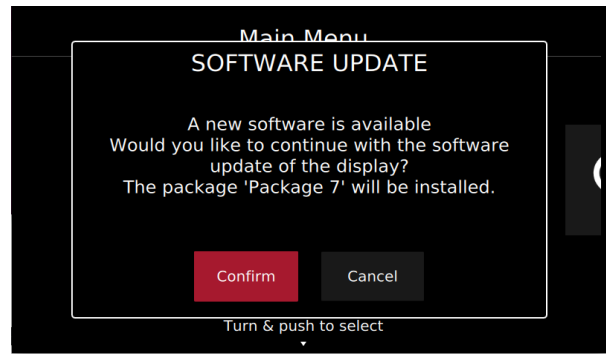 Main Menu
SOFTWARE UPDATE
A new software is available
Would you like to continue with the software
update of the display?
The package 'Package 7' will be installed.
Confirm
Cancel
Turn & push to select